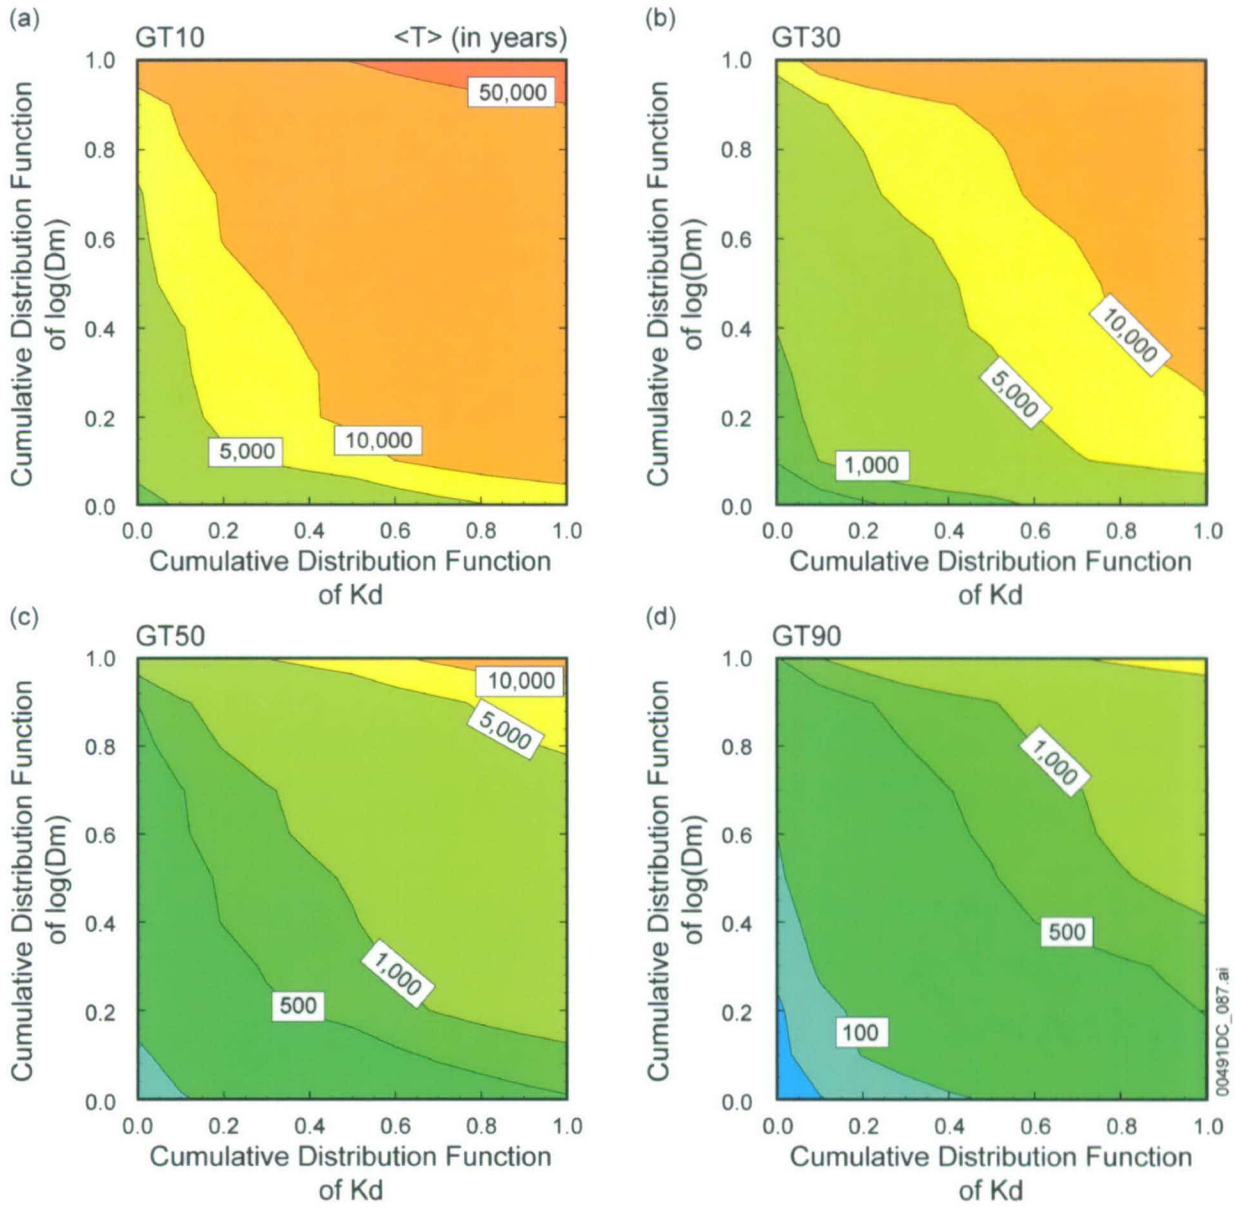 (a)
GT10 <T> (in years)
1.0
0.8
0.6
0.4
0.2
0.0
Cumulative Distribution Function
of log(Dm)
50,000
5,000
10,000
0.0 0.2 0.4 0.6 0.8 1.0
Cumulative Distribution Function
of Kd
(b)
GT30
1.0
0.8
0.6
0.4
0.2
0.0
Cumulative Distribution Function
of log(Dm)
10,000
5,000
1,000
0.0 0.2 0.4 0.6 0.8 1.0
Cumulative Distribution Function
of Kd
(c)
GT50
1.0
0.8
0.6
0.4
0.2
0.0
Cumulative Distribution Function
of log(Dm)
10,000
5,000
1,000
500
0.0 0.2 0.4 0.6 0.8 1.0
Cumulative Distribution Function
of Kd
(d)
GT90
1.0
0.8
0.6
0.4
0.2
0.0
Cumulative Distribution Function
of log(Dm)
1,000
500
100
0.0 0.2 0.4 0.6 0.8 1.0
Cumulative Distribution Function
of Kd
00491DC_087.ai